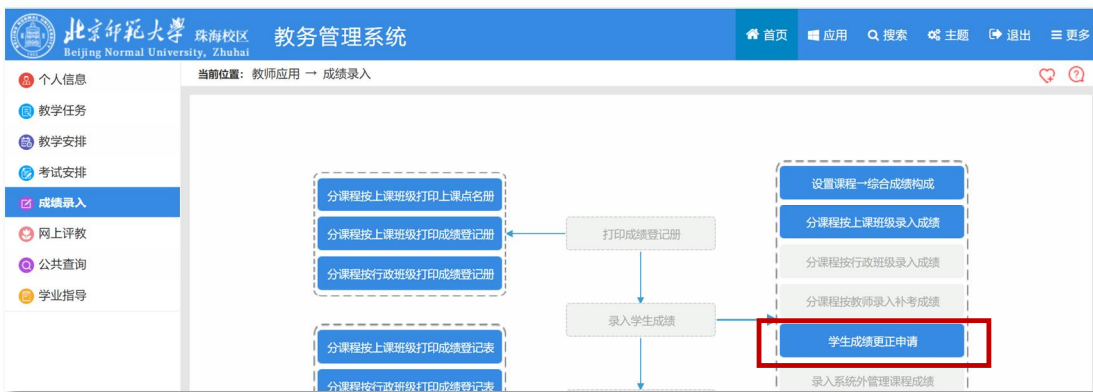 北京师范大学 珠海校区 教务管理系统
Beijing Normal University, Zhuhai
首页 应用 搜索 主题 退出 更多
当前位置：教师应用 → 成绩录入
个人信息
教学任务
教学安排
考试安排
成绩录入
网上评教
公共查询
学业指导
分课程按上课班级打印上课点名册
分课程按上课班级打印成绩登记册
分课程按行政班级打印成绩登记册
打印成绩登记册
设置课程→综合成绩构成
分课程按上课班级录入成绩
分课程按行政班级录入成绩
分课程按教师录入补考成绩
录入学生成绩
学生成绩更正申请
录入系统外管理课程成绩
分课程按上课班级打印成绩登记表
分课程按行政班级打印成绩登记表